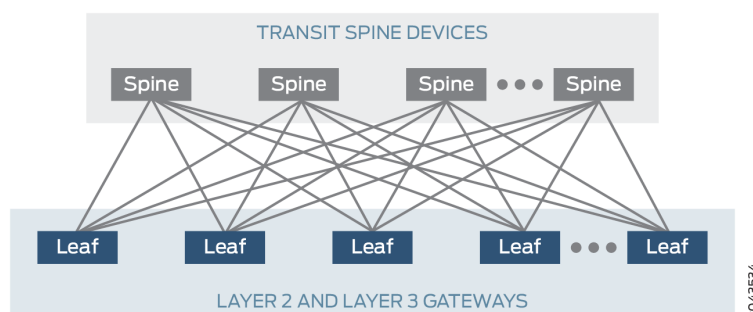 TRANSIT SPINE DEVICES
Spine Spine Spine Spine
Leaf Leaf Leaf Leaf Leaf
LAYER 2 AND LAYER 3 GATEWAYS